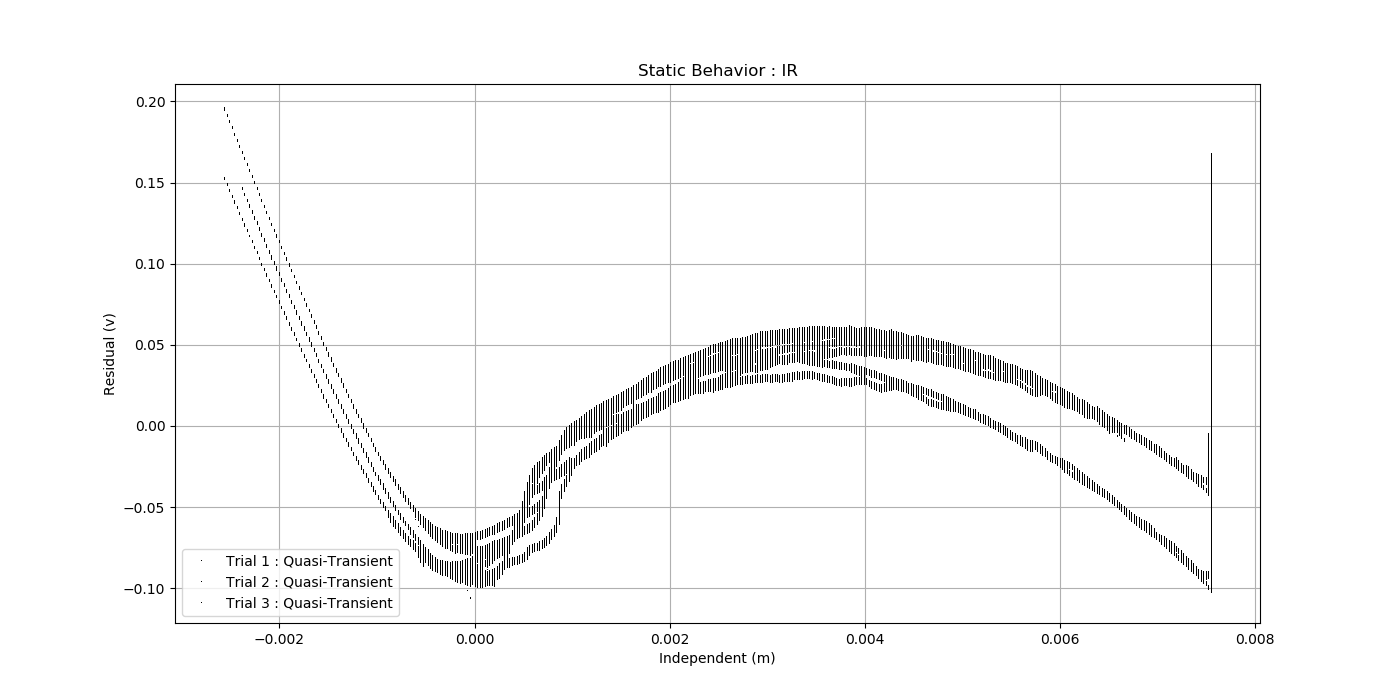 Static Behavior : IR
Residual (v)
0.20
0.15
0.10
0.05
0.00
−0.05
−0.10
Trial 1 : Quasi-Transient
Trial 2 : Quasi-Transient
Trial 3 : Quasi-Transient
−0.002 0.000 0.002 0.004 0.006 0.008
Independent (m)